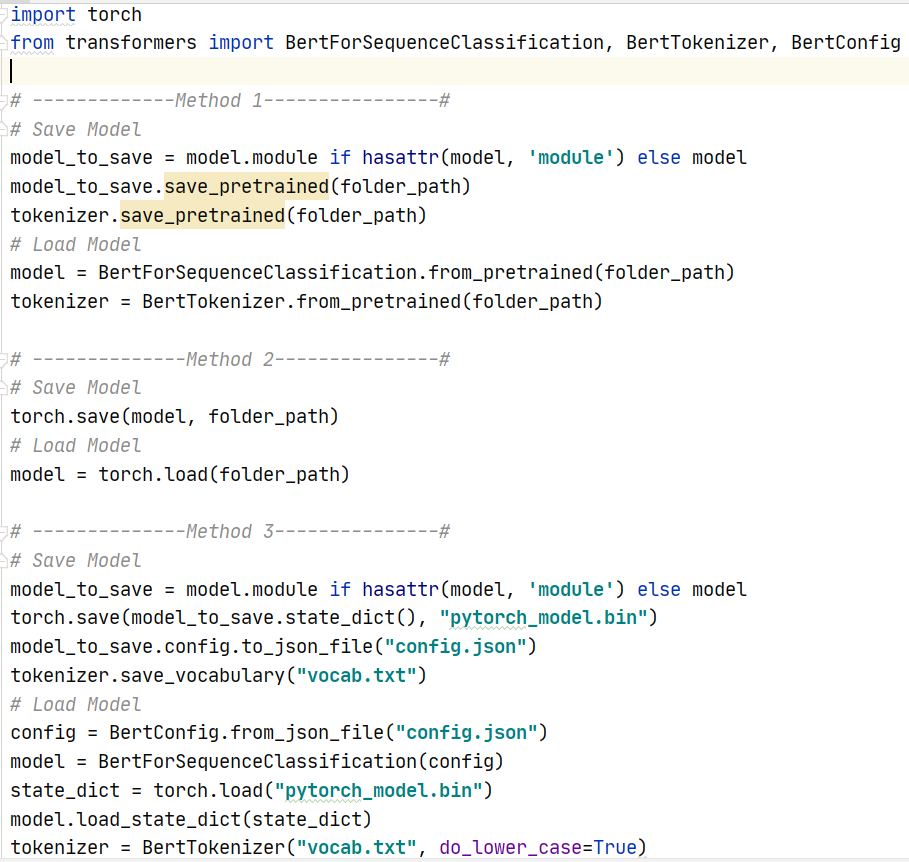 import torch
from transformers import BertForSequenceClassification, BertTokenizer, BertConfig
# -------------Method 1----------------#
# Save Model
model_to_save = model.module if hasattr(model, 'module') else model
model_to_save.save_pretrained(folder_path)
tokenizer.save_pretrained(folder_path)
# Load Model
model = BertForSequenceClassification.from_pretrained(folder_path)
tokenizer = BertTokenizer.from_pretrained(folder_path)
# --------------Method 2---------------#
# Save Model
torch.save(model, folder_path)
# Load Model
model = torch.load(folder_path)
# --------------Method 3---------------#
# Save Model
model_to_save = model.module if hasattr(model, 'module') else model
torch.save(model_to_save.state_dict(), "pytorch_model.bin")
model_to_save.config.to_json_file("config.json")
tokenizer.save_vocabulary("vocab.txt")
# Load Model
config = BertConfig.from_json_file("config.json")
model = BertForSequenceClassification(config)
state_dict = torch.load("pytorch_model.bin")
model.load_state_dict(state_dict)
tokenizer = BertTokenizer("vocab.txt", do_lower_case=True)